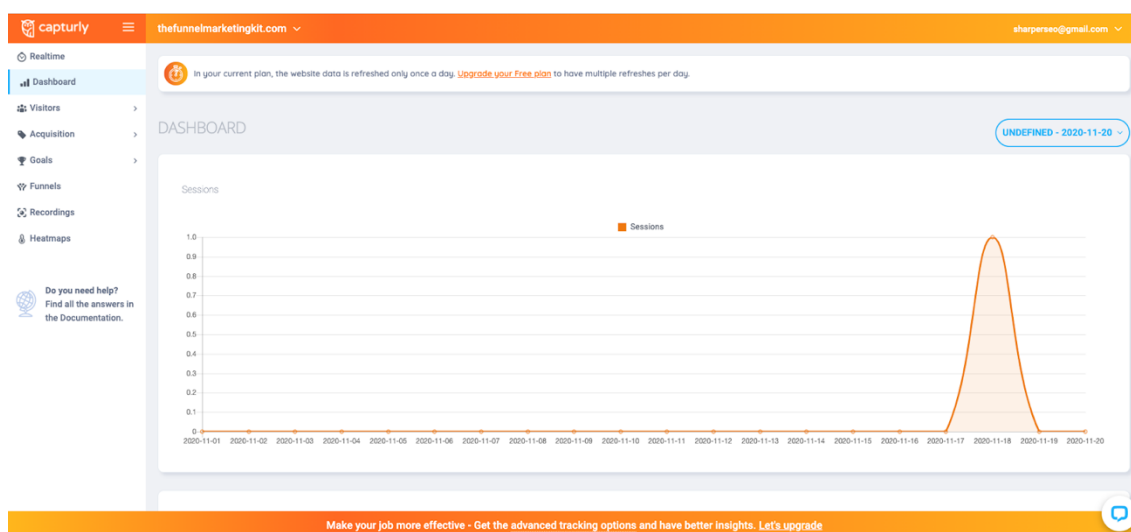 capturly
thefunnelmarketingkit.com
sharperseo@gmail.com
Realtime
Dashboard
Visitors
Acquisition
Goals
Funnels
Recordings
Heatmaps
Do you need help?
Find all the answers in
the Documentation.
In your current plan, the website data is refreshed only once a day. Upgrade your Free plan to have multiple refreshes per day.
DASHBOARD
UNDEFINED - 2020-11-20
Sessions
Sessions
1.0
0.9
0.8
0.7
0.6
0.5
0.4
0.3
0.2
0.1
0
2020-11-01 2020-11-02 2020-11-03 2020-11-04 2020-11-05 2020-11-06 2020-11-07 2020-11-08 2020-11-09 2020-11-10 2020-11-11 2020-11-12 2020-11-13 2020-11-14 2020-11-15 2020-11-16 2020-11-17 2020-11-18 2020-11-19 2020-11-20
Make your job more effective - Get the advanced tracking options and have better insights. Let's upgrade